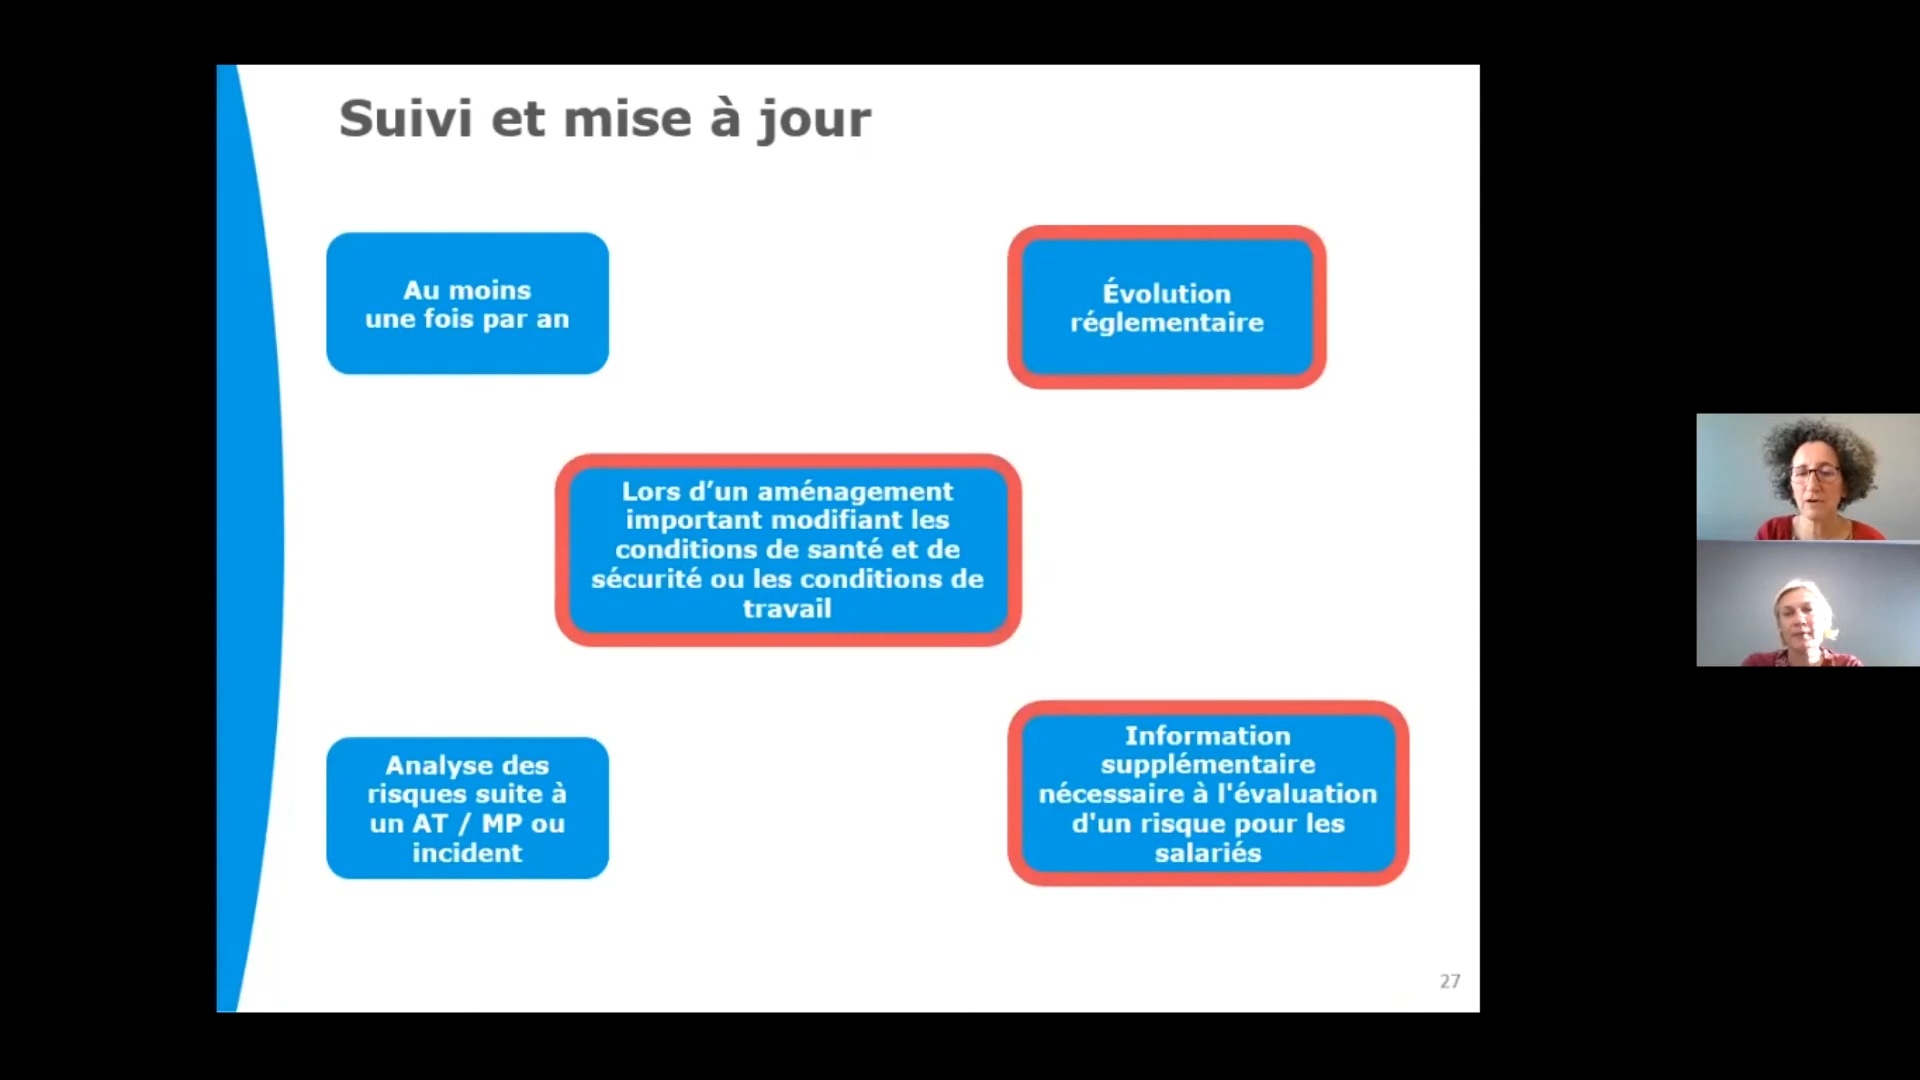 Suivi et mise à jour
Au moins
une fois par an
Évolution
réglementaire
Lors d’un aménagement
important modifiant les
conditions de santé et de
sécurité ou les conditions de
travail
Analyse des
risques suite à
un AT / MP ou
incident
Information
supplémentaire
nécessaire à l'évaluation
d'un risque pour les
salariés
27